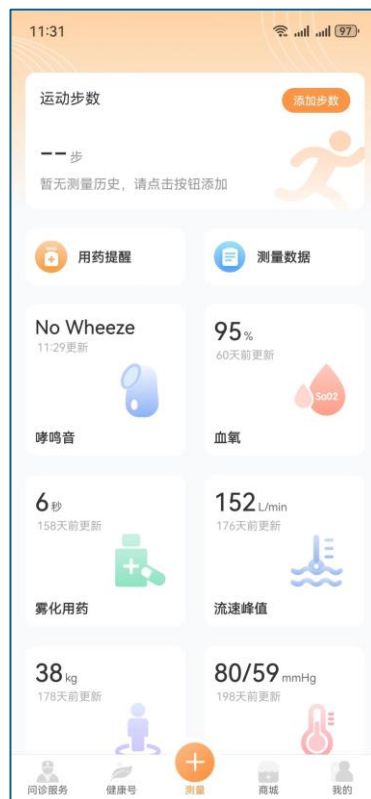 11:31
97
运动步数
添加步数
-- 步
暂无测量历史，请点击按钮添加
用药提醒
测量数据
No Wheeze
11:29更新
哮鸣音
95 %
60天前更新
SaO2
血氧
6 秒
158天前更新
雾化用药
152 L/min
176天前更新
流速峰值
38 kg
178天前更新
80/59 mmHg
198天前更新
问诊服务
健康号
测量
商城
我的